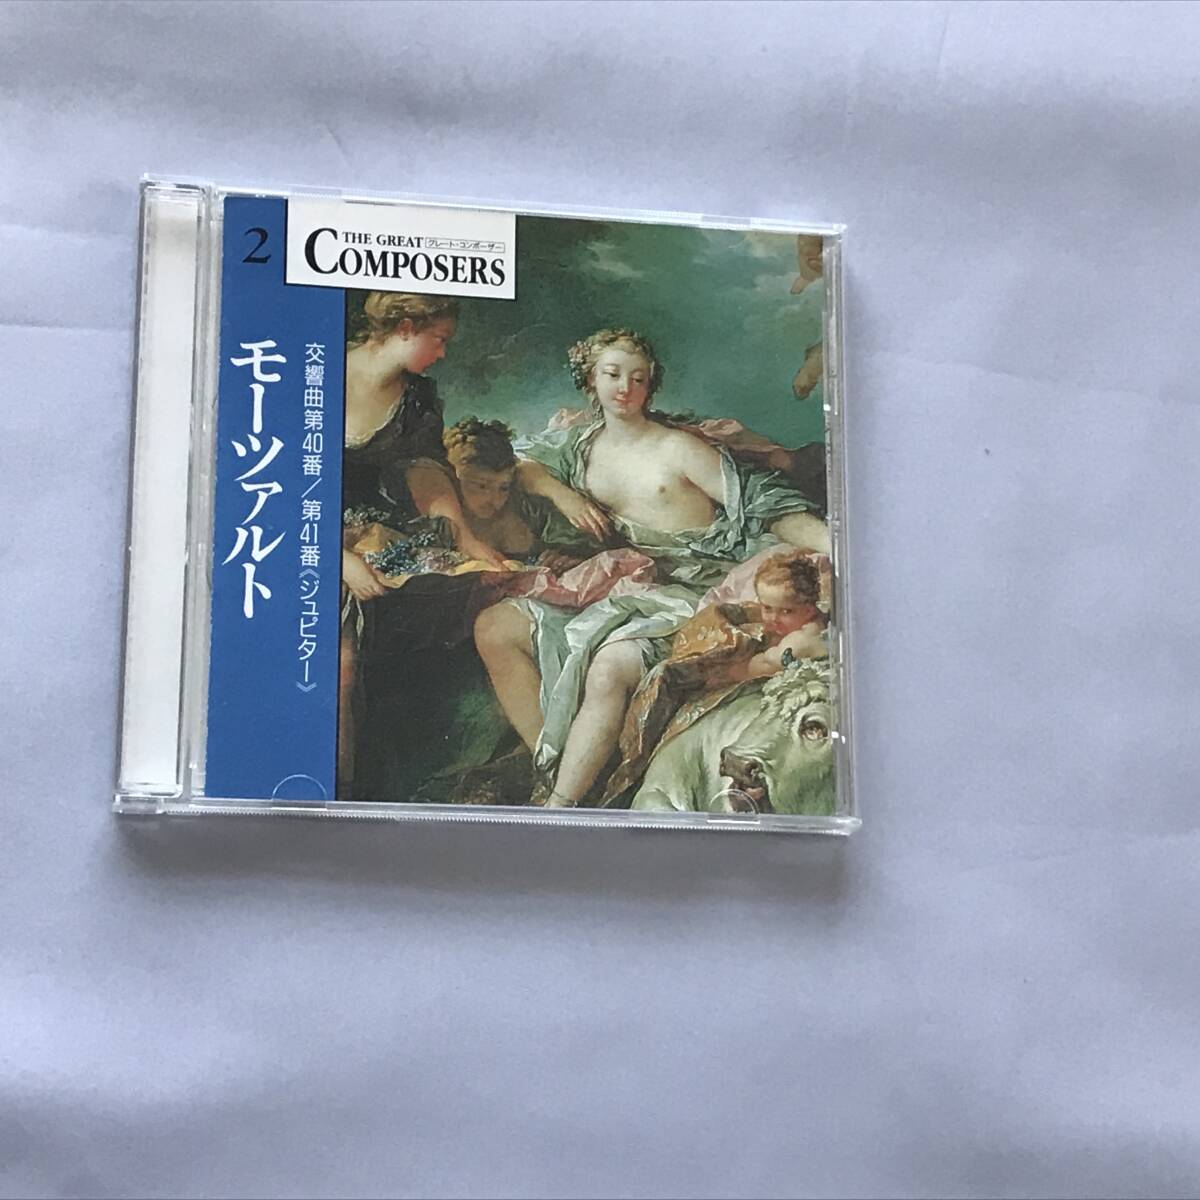 2
THE GREAT グレート・コンポーザー
COMPOSERS
モーツァルト
交響曲第40番/第41番《ジュピター》